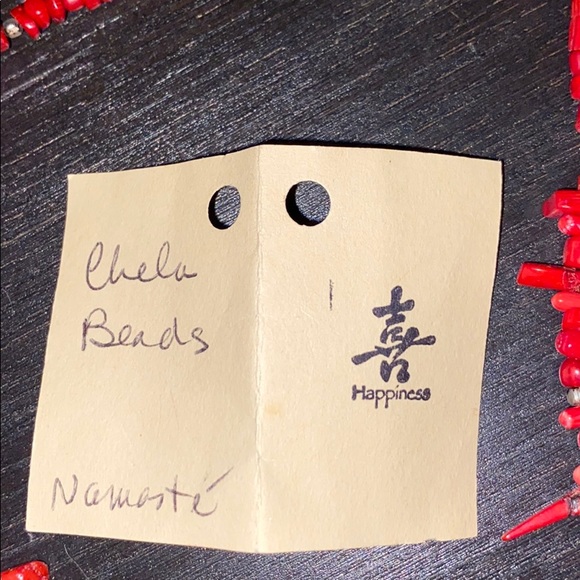 Chela
Beads
Namasté
喜
Happiness